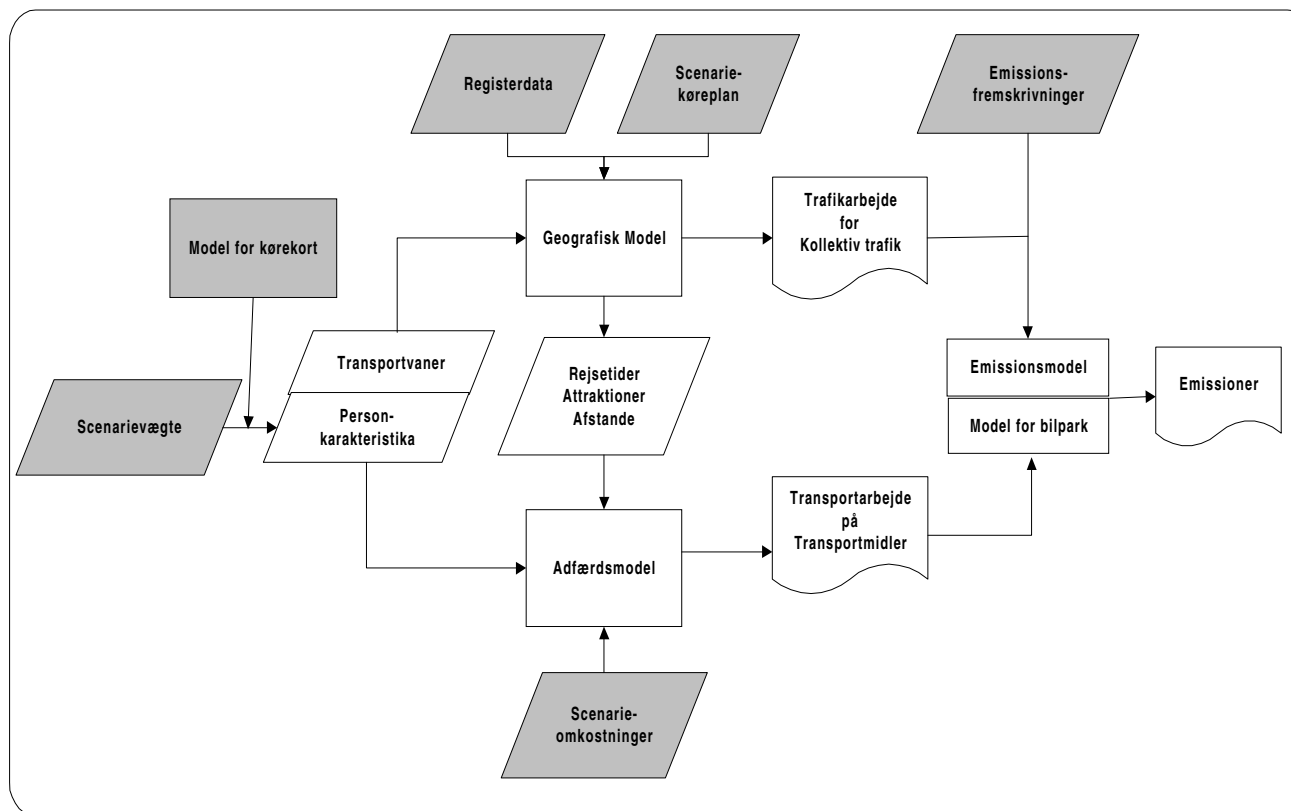 Registerdata
Scenarie-
køreplan
Emissions-
fremskrivninger
Model for kørekort
Geografisk Model
Trafikarbejde
for
Kollektiv trafik
Transportvaner
Person-
karakteristika
Scenarievægte
Rejsetider
Attraktioner
Afstande
Emissionsmodel
Model for bilpark
Emissioner
Adfærdsmodel
Transportarbejde
på
Transportmidler
Scenarie-
omkostninger